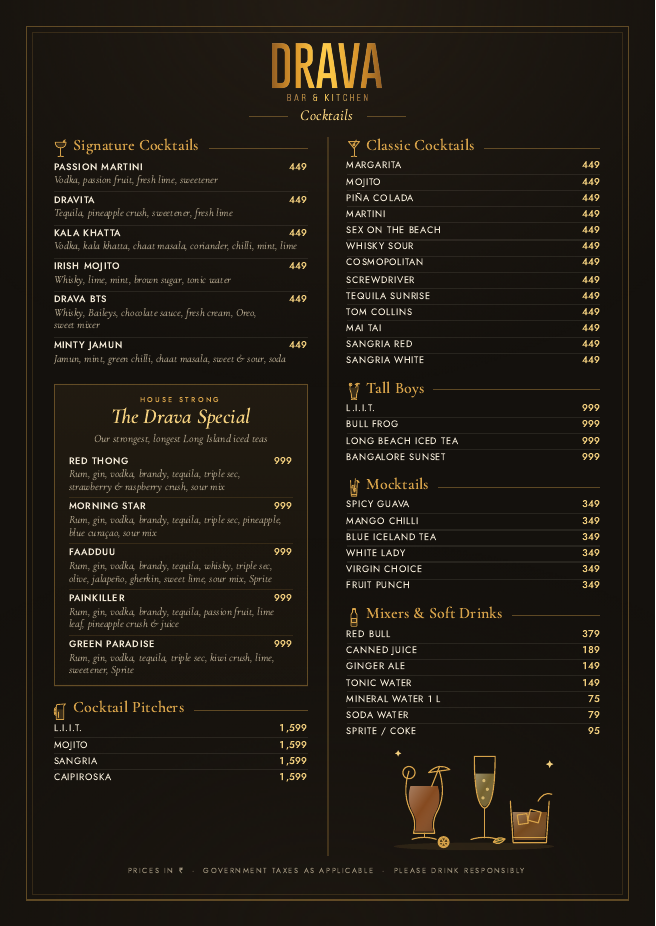 DRAVA
BAR & KITCHEN
Cocktails
Signature Cocktails
PASSION MARTINI 449
Vodka, passion fruit, fresh lime, sweetener
DRAVITA 449
Tequila, pineapple crush, sweetener, fresh lime
KALA KHATTA 449
Vodka, kala khatta, chaat masala, coriander, chilli, mint, lime
IRISH MOJITO 449
Whisky, lime, mint, brown sugar, tonic water
DRAVA BTS 449
Whisky, Baileys, chocolate sauce, fresh cream, Oreo,
sweet mixer
MINTY JAMUN 449
Jamun, mint, green chilli, chaat masala, sweet & sour, soda
HOUSE STRONG
The Drava Special
Our strongest, longest Long Island iced teas
RED THONG 999
Rum, gin, vodka, brandy, tequila, triple sec,
strawberry & raspberry crush, sour mix
MORNING STAR 999
Rum, gin, vodka, brandy, tequila, triple sec, pineapple,
blue curaçao, sour mix
FAADDUU 999
Rum, gin, vodka, brandy, tequila, whisky, triple sec,
olive, jalapeño, gherkin, sweet lime, sour mix, Sprite
PAINKILLER 999
Rum, gin, vodka, brandy, tequila, passion fruit, lime
leaf, pineapple crush & juice
GREEN PARADISE 999
Rum, gin, vodka, tequila, triple sec, kiwi crush, lime,
sweetener, Sprite
Cocktail Pitchers
L.I.I.T. 1,599
MOJITO 1,599
SANGRIA 1,599
CAIPIROSKA 1,599
Classic Cocktails
MARGARITA 449
MOJITO 449
PIÑA COLADA 449
MARTINI 449
SEX ON THE BEACH 449
WHISKY SOUR 449
COSMOPOLITAN 449
SCREWDRIVER 449
TEQUILA SUNRISE 449
TOM COLLINS 449
MAI TAI 449
SANGRIA RED 449
SANGRIA WHITE 449
Tall Boys
L.I.I.T. 999
BULL FROG 999
LONG BEACH ICED TEA 999
BANGALORE SUNSET 999
Mocktails
SPICY GUAVA 349
MANGO CHILLI 349
BLUE ICELAND TEA 349
WHITE LADY 349
VIRGIN CHOICE 349
FRUIT PUNCH 349
Mixers & Soft Drinks
RED BULL 379
CANNED JUICE 189
GINGER ALE 149
TONIC WATER 149
MINERAL WATER 1 L 75
SODA WATER 79
SPRITE / COKE 95
PRICES IN ₹ · GOVERNMENT TAXES AS APPLICABLE · PLEASE DRINK RESPONSIBLY